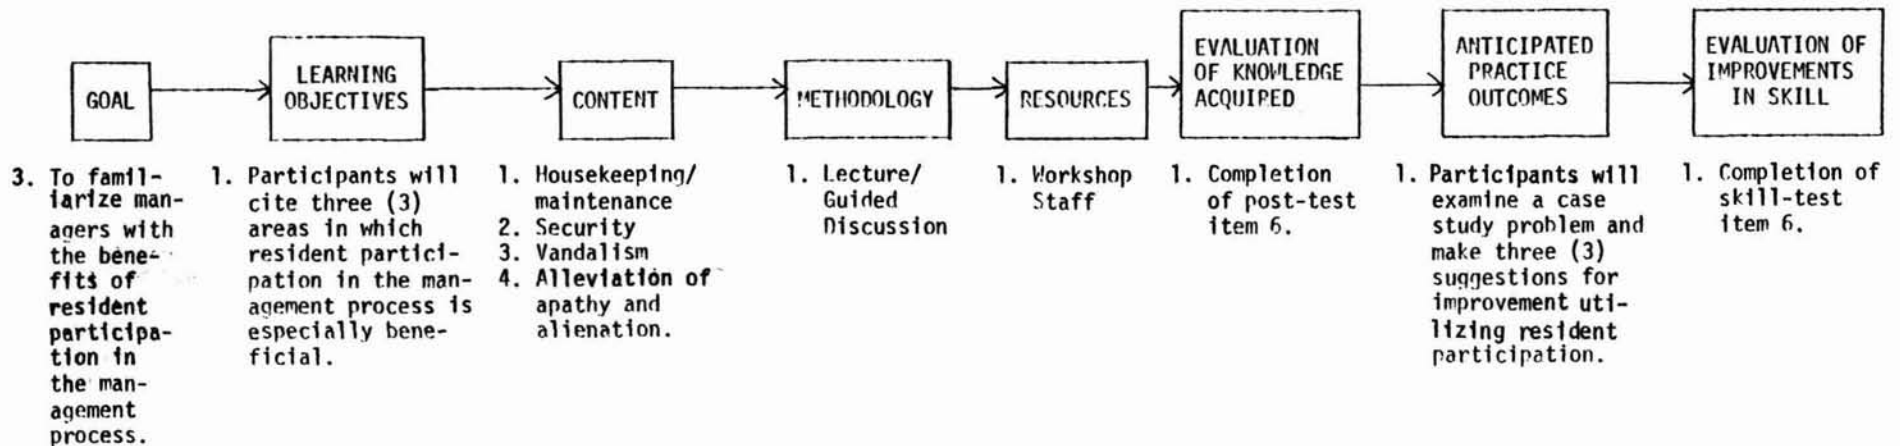 GOAL
LEARNING
OBJECTIVES
CONTENT
METHODOLOGY
RESOURCES
EVALUATION
OF KNOWLEDGE
ACQUIRED
ANTICIPATED
PRACTICE
OUTCOMES
EVALUATION OF
IMPROVEMENTS
IN SKILL
3. To famil-
iarize man-
agers with
the bene-
fits of
resident
participa-
tion in
the man-
agement
process.
1. Participants will
cite three (3)
areas in which
resident partici-
pation in the man-
agement process is
especially bene-
ficial.
1. Housekeeping/
maintenance
2. Security
3. Vandalism
4. Alleviation of
apathy and
alienation.
1. Lecture/
Guided
Discussion
1. Workshop
Staff
1. Completion
of post-test
item 6.
1. Participants will
examine a case
study problem and
make three (3)
suggestions for
improvement uti-
lizing resident
participation.
1. Completion of
skill-test
item 6.